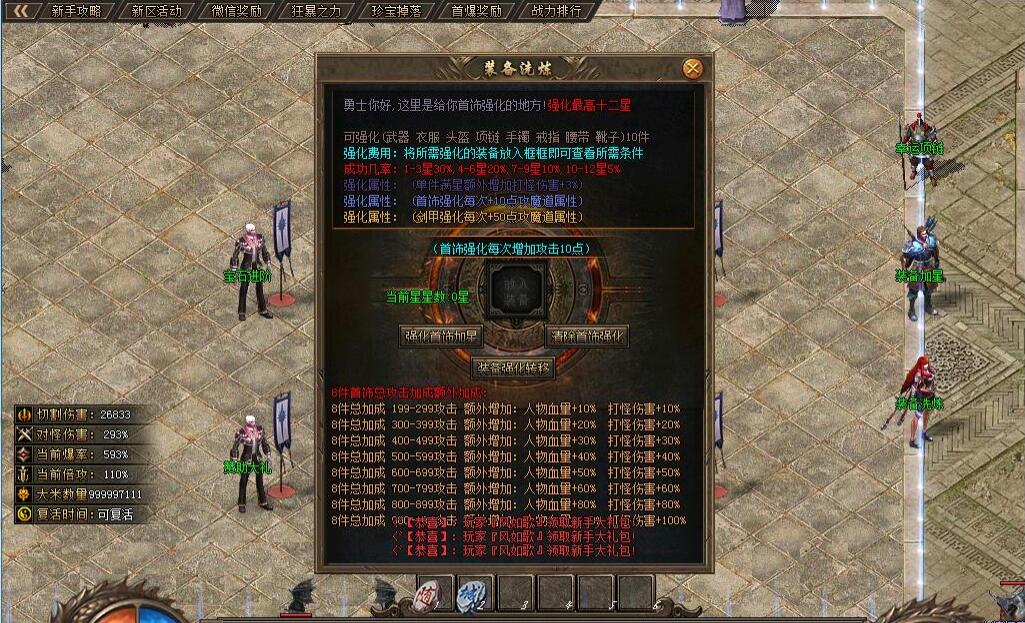 新手攻略 新区活动 微信奖励 狂暴之力 珍宝掉落 首爆奖励 战力排行
装备洗炼
勇士你好,这里是给你首饰强化的地方!强化最高十二星
可强化(武器 衣服 头盔 项链 手镯 戒指 腰带 靴子)10件
强化费用: 将所需强化的装备放入框框即可查看所需条件
成功几率: 1-3星30%,4-6星20%,7-9星10%,10-12星5%
强化属性: (单件满星额外增加打怪伤害+3%)
强化属性: (首饰强化每次+10点攻魔道属性)
强化属性: (剑甲强化每次+50点攻魔道属性)
(首饰强化每次增加攻击10点)
放入
装备
当前星星数:0星
强化首饰加星 清除首饰强化
装备强化转移
8件首饰总攻击加成额外加成:
8件总加成 199-299攻击 额外增加: 人物血量+10% 打怪伤害+10%
8件总加成 300-399攻击 额外增加: 人物血量+20% 打怪伤害+20%
8件总加成 400-499攻击 额外增加: 人物血量+30% 打怪伤害+30%
8件总加成 500-599攻击 额外增加: 人物血量+40% 打怪伤害+40%
8件总加成 600-699攻击 额外增加: 人物血量+50% 打怪伤害+50%
8件总加成 700-799攻击 额外增加: 人物血量+60% 打怪伤害+60%
8件总加成 800-899攻击 额外增加: 人物血量+80% 打怪伤害+80%
8件总加成 伤害+100%
【恭喜】: 玩家『风如歌』领取新手大礼包!
【恭喜】: 玩家『风如歌』领取新手大礼包!
【恭喜】: 玩家『风如歌』领取新手大礼包!
宝石进阶
赞助大礼
幸运项链
装备加星
装备洗炼
切割伤害: 26833
对怪伤害: 293%
当前爆率: 593%
当前倍攻: 110%
大米数量999997111
复活时间: 可复活
1 2 3 4 5 6